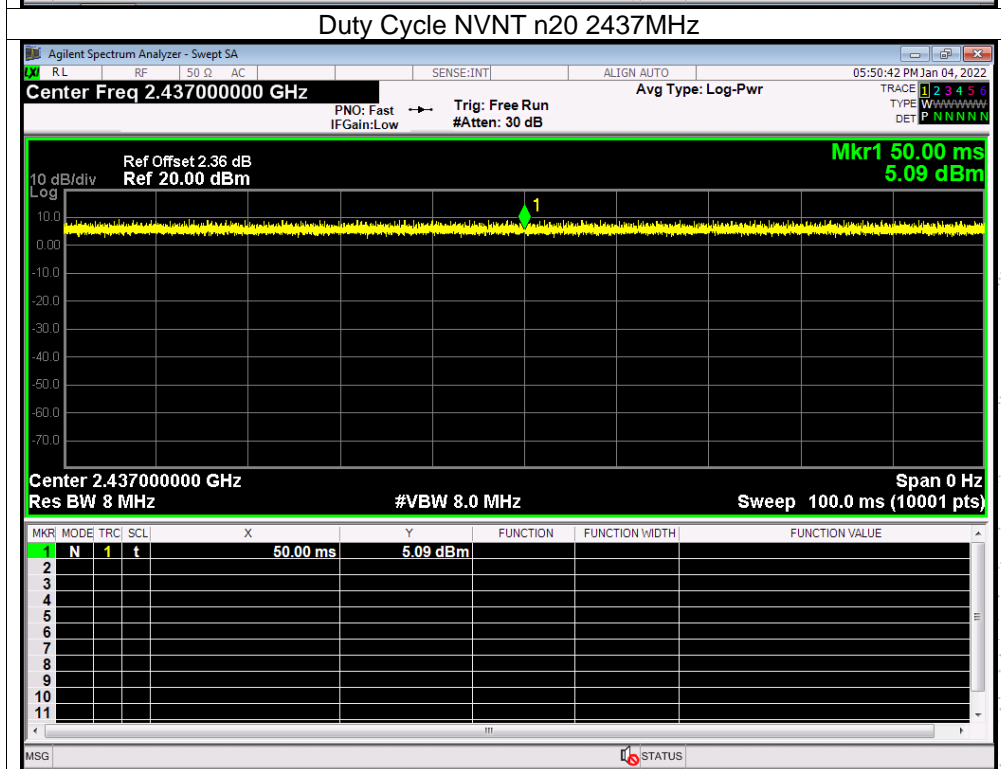 Duty Cycle NVNT n20 2437MHz
Agilent Spectrum Analyzer - Swept SA
LXI RL RF 50 Ω AC SENSE:INT ALIGN AUTO 05:50:42 PM Jan 04, 2022
Center Freq 2.437000000 GHz
PNO: Fast
IFGain:Low
Trig: Free Run
#Atten: 30 dB
Avg Type: Log-Pwr
TRACE 1 2 3 4 5 6
TYPE WWWWWWW
DET P N N N N N
Mkr1 50.00 ms
5.09 dBm
Ref Offset 2.36 dB
Ref 20.00 dBm
10 dB/div
Log
1
10.0
0.00
-10.0
-20.0
-30.0
-40.0
-50.0
-60.0
-70.0
Center 2.437000000 GHz Span 0 Hz
Res BW 8 MHz #VBW 8.0 MHz Sweep 100.0 ms (10001 pts)
MKR MODE TRC SCL X Y FUNCTION FUNCTION WIDTH FUNCTION VALUE
1 N 1 t 50.00 ms 5.09 dBm
2
3
4
5
6
7
8
9
10
11
MSG STATUS